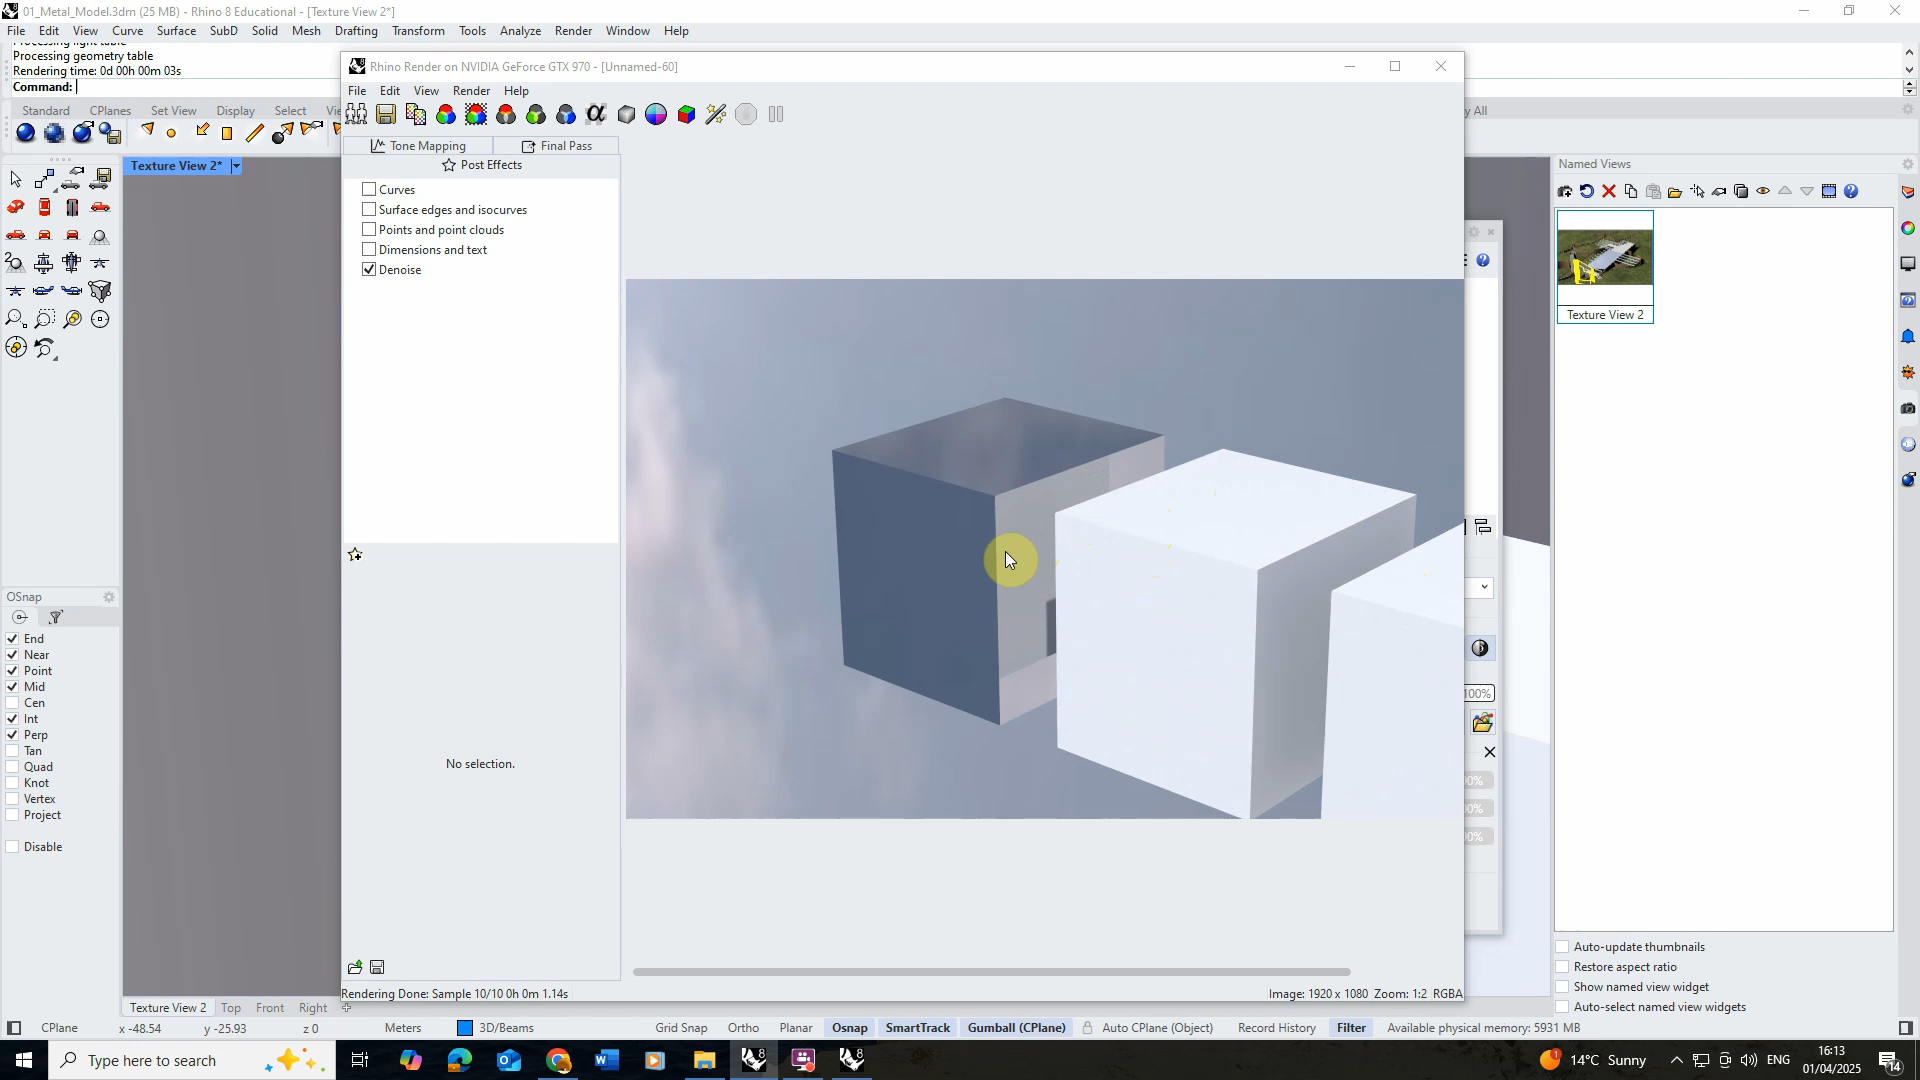 01_Metal_Model.3dm (25 MB) - Rhino 8 Educational - [Texture View 2*]
File Edit View Curve Surface SubD Solid Mesh Drafting Transform Tools Analyze Render Window Help
Processing light table
Processing geometry table
Rendering time: 0d 00h 00m 03s
Command:
Standard CPlanes Set View Display Select
Rhino Render on NVIDIA GeForce GTX 970 - [Unnamed-60]
File Edit View Render Help
Tone Mapping Final Pass
Post Effects
Curves
Surface edges and isocurves
Points and point clouds
Dimensions and text
Denoise
No selection.
Rendering Done: Sample 10/10 0h 0m 1.14s
Image: 1920 x 1080 Zoom: 1:2 RGBA
y All
Texture View 2*
100%
Named Views
Texture View 2
Auto-update thumbnails
Restore aspect ratio
Show named view widget
Auto-select named view widgets
OSnap
End
Near
Point
Mid
Cen
Int
Perp
Tan
Quad
Knot
Vertex
Project
Disable
Texture View 2 Top Front Right
CPlane x -48.54 y -25.93 z 0 Meters 3D/Beams Grid Snap Ortho Planar Osnap SmartTrack Gumball (CPlane) Auto CPlane (Object) Record History Filter Available physical memory: 5931 MB
Type here to search
14°C Sunny
ENG
16:13
01/04/2025
14